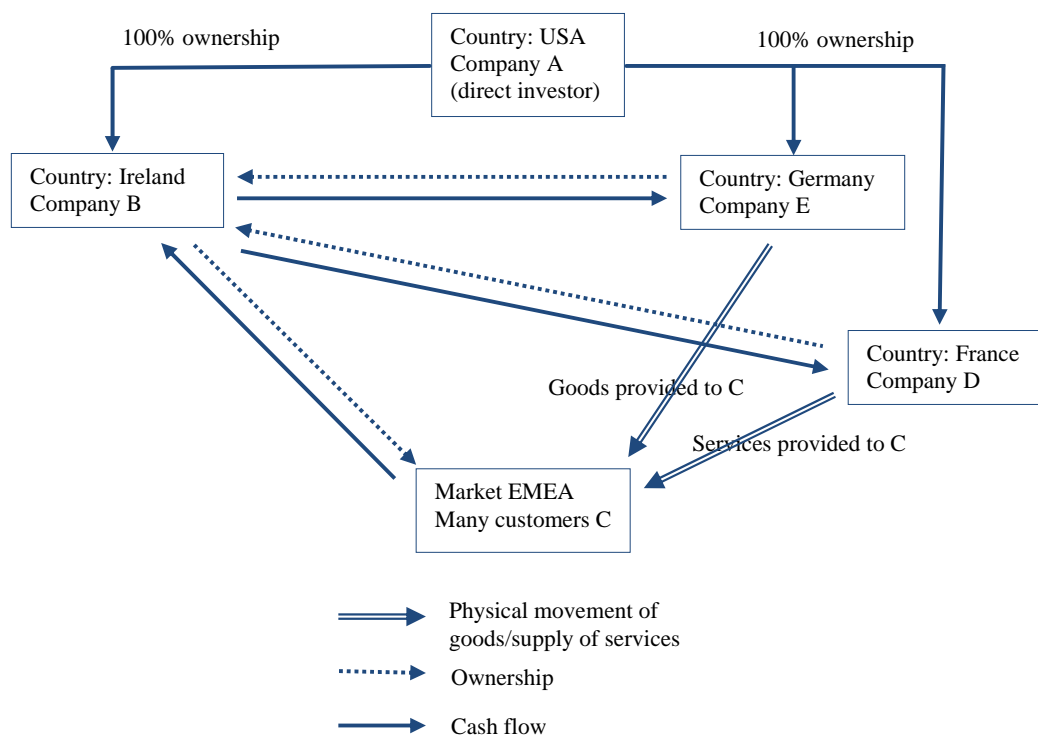 100% ownership
Country: USA
Company A
(direct investor)
100% ownership
Country: Ireland
Company B
Country: Germany
Company E
Country: France
Company D
Goods provided to C
Services provided to C
Market EMEA
Many customers C
Physical movement of
goods/supply of services
Ownership
Cash flow